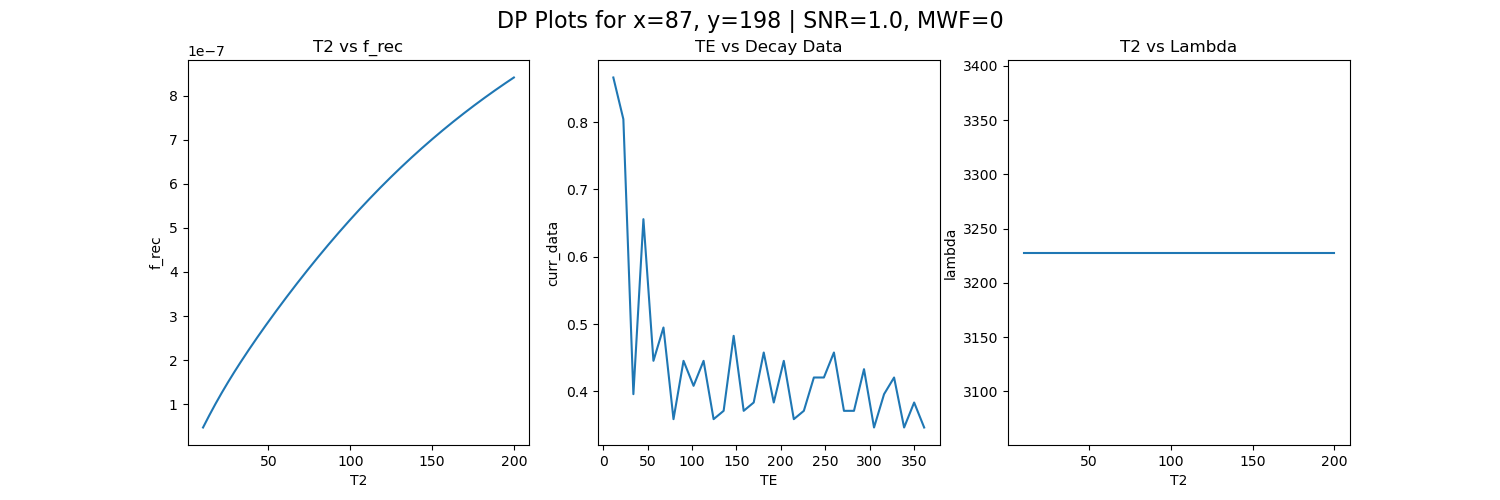 DP Plots for x=87, y=198 | SNR=1.0, MWF=0
T2 vs f_rec
1e−7
8
7
6
5
4
3
2
1
f_rec
50 100 150 200
T2
TE vs Decay Data
0.8
0.7
0.6
0.5
0.4
curr_data
0 50 100 150 200 250 300 350
TE
T2 vs Lambda
3400
3350
3300
3250
3200
3150
3100
lambda
50 100 150 200
T2